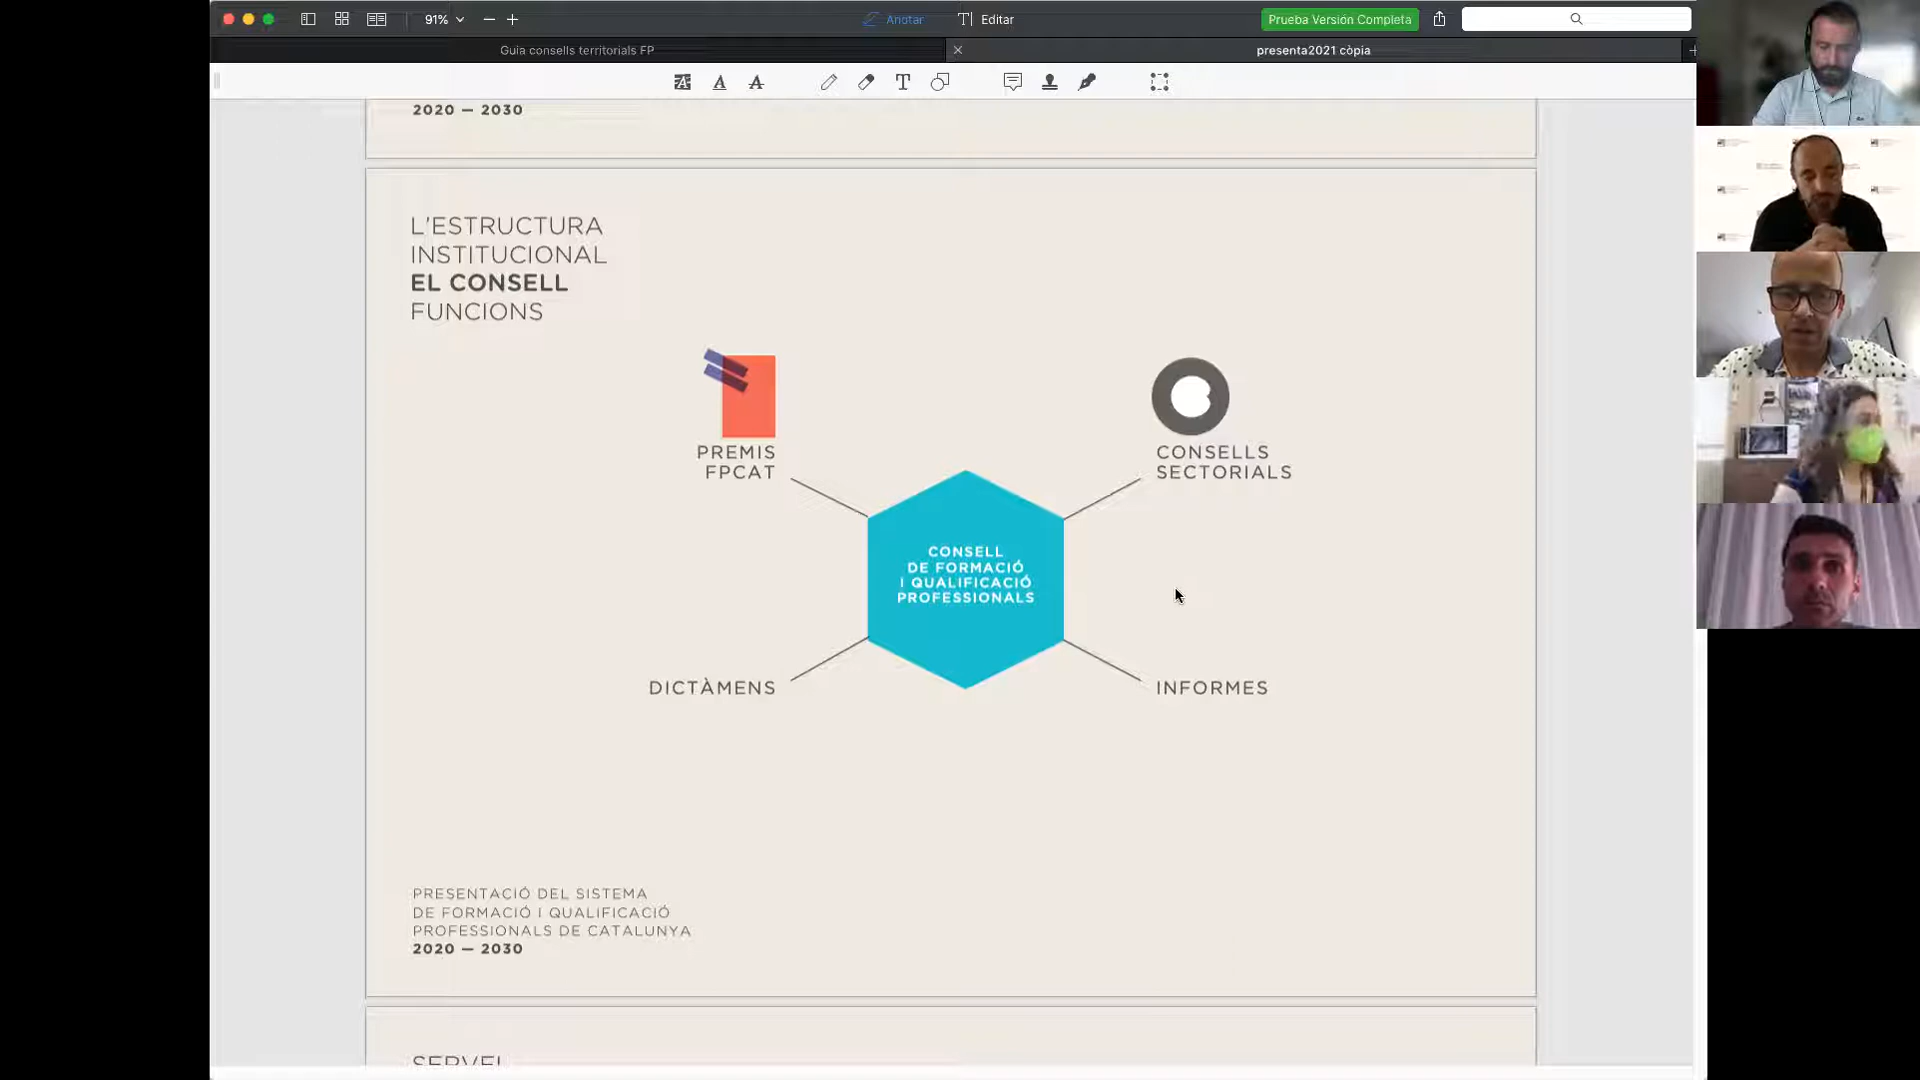 91%
Anotar
Editar
Prueba Versión Completa
Guia consells territorials FP
presenta2021 còpia
2020 — 2030
L'ESTRUCTURA
INSTITUCIONAL
EL CONSELL
FUNCIONS
PREMIS
FPCAT
CONSELLS
SECTORIALS
CONSELL
DE FORMACIÓ
I QUALIFICACIÓ
PROFESSIONALS
DICTÀMENS
INFORMES
PRESENTACIÓ DEL SISTEMA
DE FORMACIÓ I QUALIFICACIÓ
PROFESSIONALS DE CATALUNYA
2020 — 2030
SERVEI